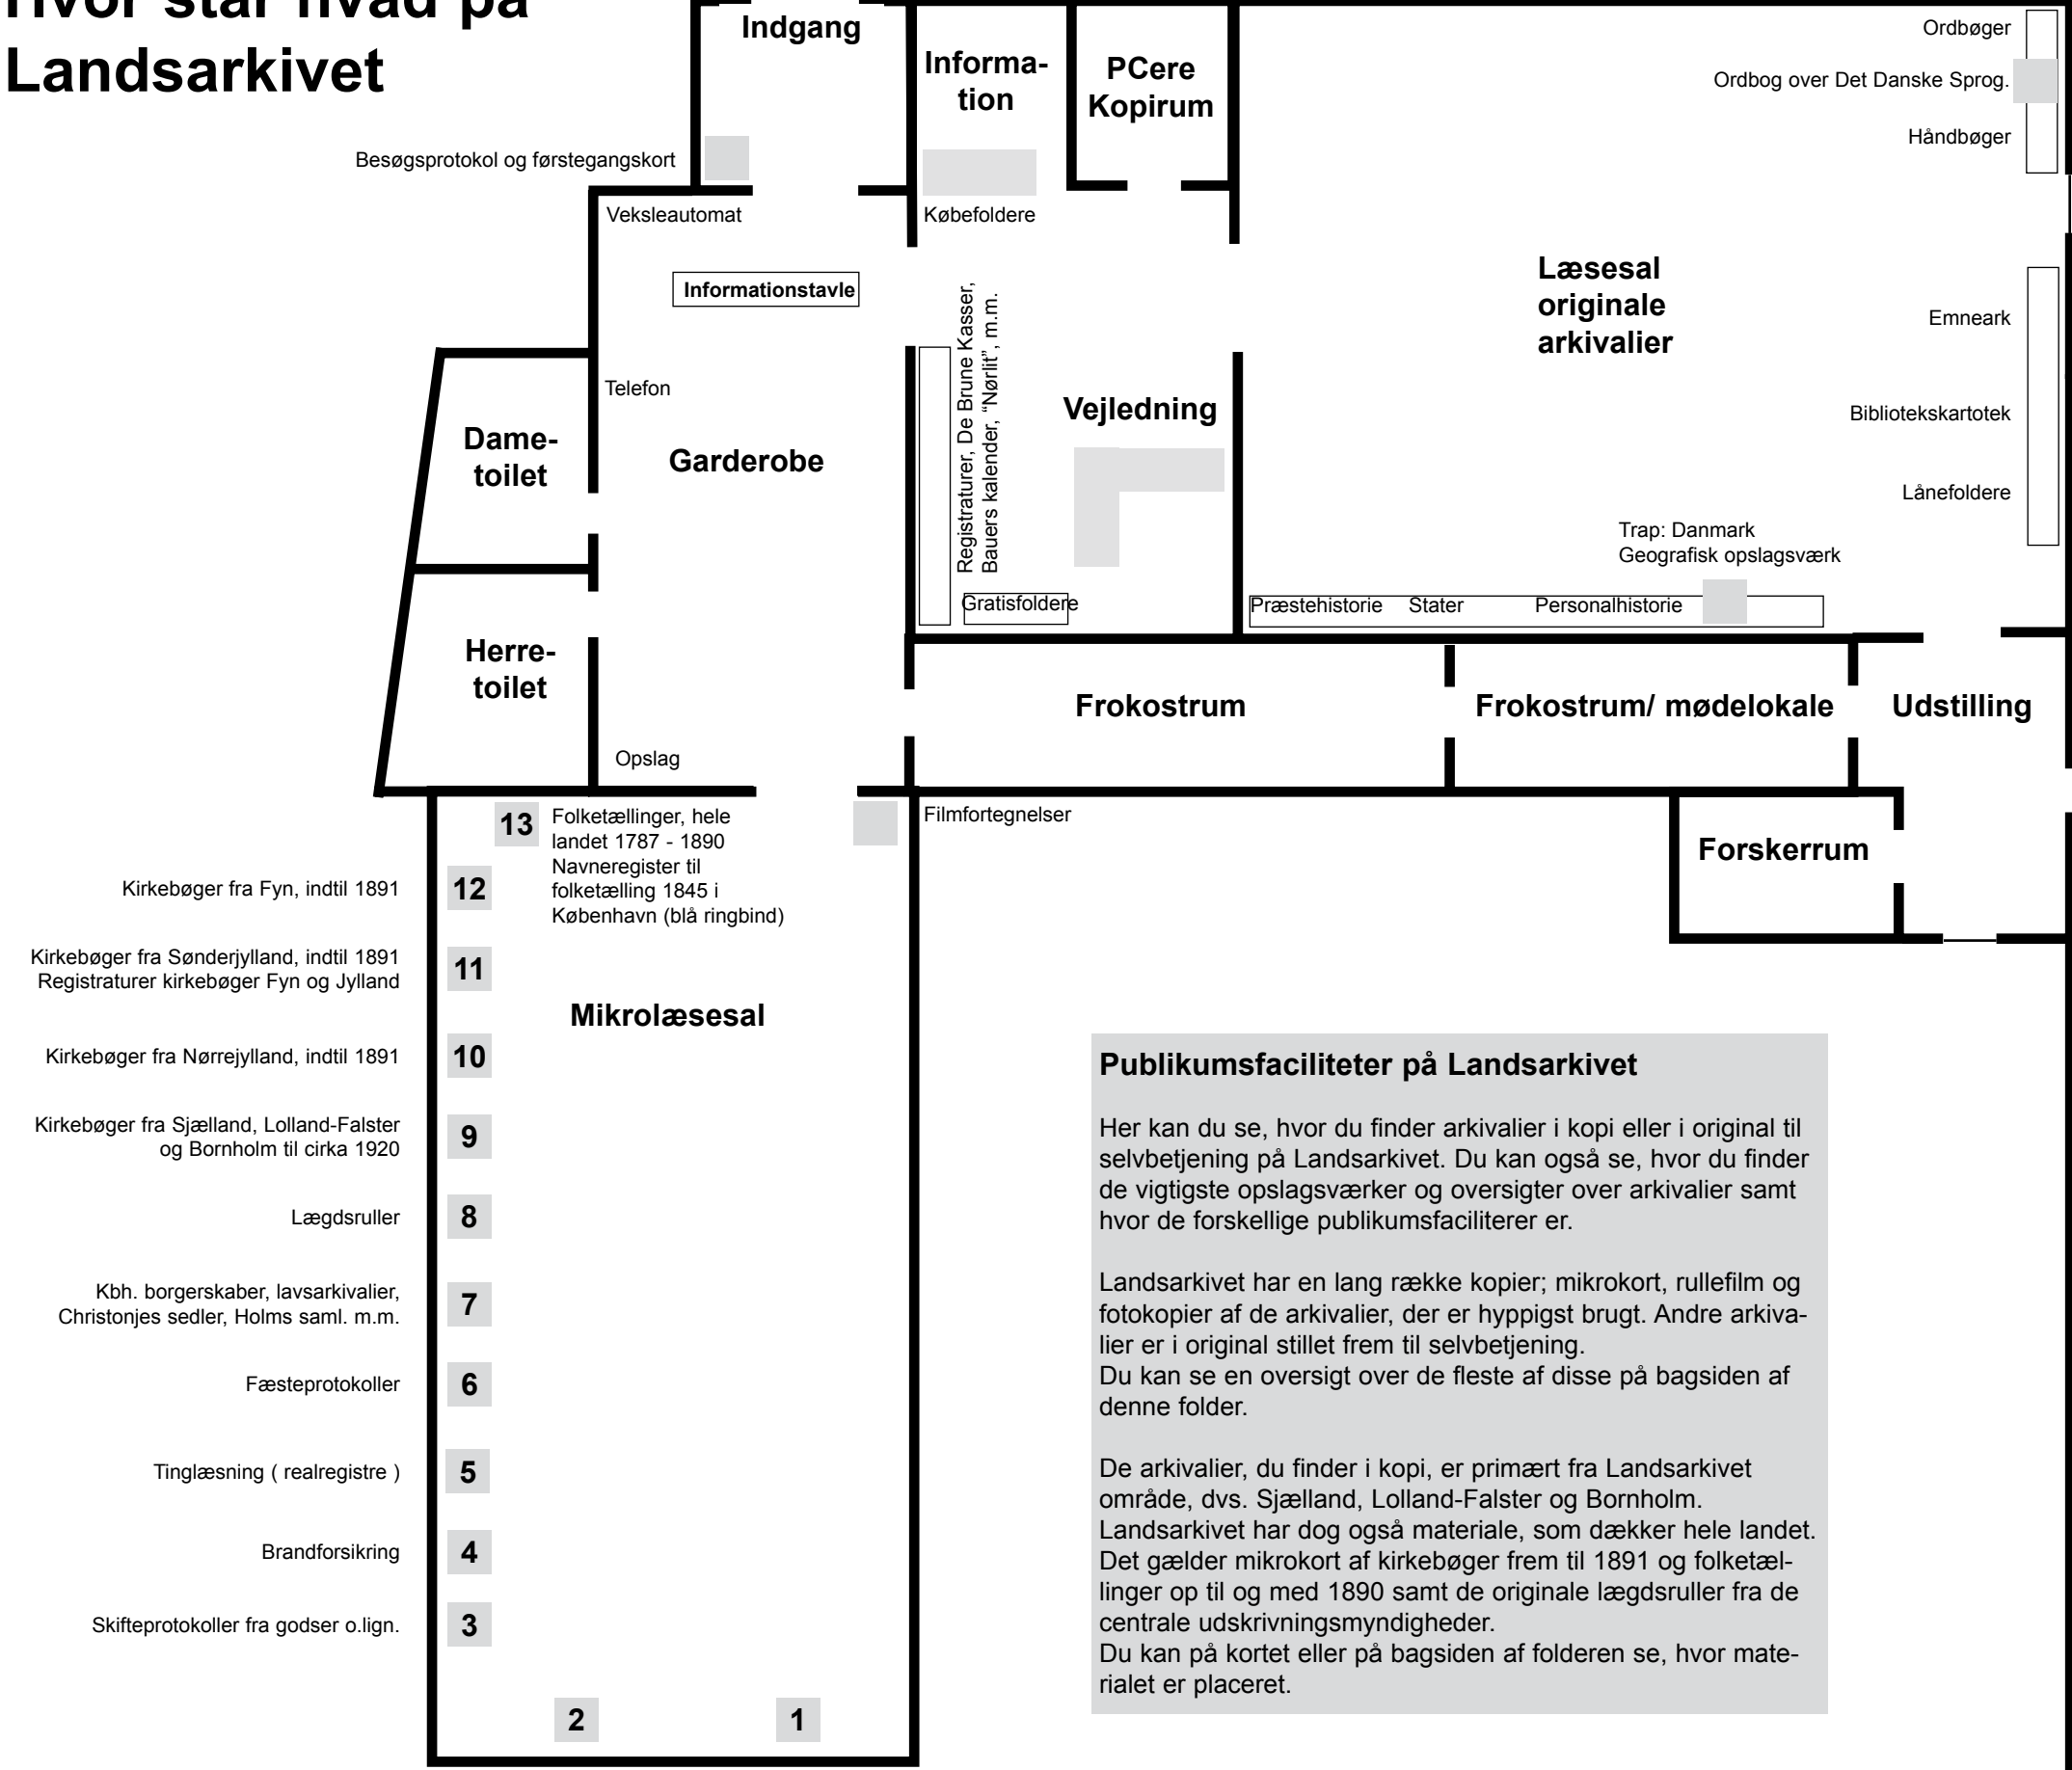 Hvor står hvad på
Landsarkivet
Indgang
Informa-
tion
PCere
Kopirum
Ordbøger
Ordbog over Det Danske Sprog.
Håndbøger
Besøgsprotokol og førstegangskort
Veksleautomat
Købefoldere
Informationstavle
Registraturer, De Brune Kasser,
Bauers kalender, “Nørlit”, m.m.
Læsesal
originale
arkivalier
Emneark
Telefon
Vejledning
Bibliotekskartotek
Dame-
toilet
Garderobe
Lånefoldere
Trap: Danmark
Geografisk opslagsværk
Gratisfoldere
Præstehistorie Stater Personalhistorie
Herre-
toilet
Frokostrum
Frokostrum/ mødelokale
Udstilling
Opslag
13
Folketællinger, hele
landet 1787 - 1890
Navneregister til
folketælling 1845 i
København (blå ringbind)
Filmfortegnelser
Forskerrum
Kirkebøger fra Fyn, indtil 1891
12
Kirkebøger fra Sønderjylland, indtil 1891
Registraturer kirkebøger Fyn og Jylland
11
Mikrolæsesal
Kirkebøger fra Nørrejylland, indtil 1891
10
Kirkebøger fra Sjælland, Lolland-Falster
og Bornholm til cirka 1920
9
Lægdsruller
8
Kbh. borgerskaber, lavsarkivalier,
Christonjes sedler, Holms saml. m.m.
7
Fæsteprotokoller
6
Tinglæsning ( realregistre )
5
Brandforsikring
4
Skifteprotokoller fra godser o.lign.
3
2
1
Publikumsfaciliteter på Landsarkivet
Her kan du se, hvor du finder arkivalier i kopi eller i original til
selvbetjening på Landsarkivet. Du kan også se, hvor du finder
de vigtigste opslagsværker og oversigter over arkivalier samt
hvor de forskellige publikumsfaciliterer er.
Landsarkivet har en lang række kopier; mikrokort, rullefilm og
fotokopier af de arkivalier, der er hyppigst brugt. Andre arkiva-
lier er i original stillet frem til selvbetjening.
Du kan se en oversigt over de fleste af disse på bagsiden af
denne folder.
De arkivalier, du finder i kopi, er primært fra Landsarkivet
område, dvs. Sjælland, Lolland-Falster og Bornholm.
Landsarkivet har dog også materiale, som dækker hele landet.
Det gælder mikrokort af kirkebøger frem til 1891 og folketæl-
linger op til og med 1890 samt de originale lægdsruller fra de
centrale udskrivningsmyndigheder.
Du kan på kortet eller på bagsiden af folderen se, hvor mate-
rialet er placeret.